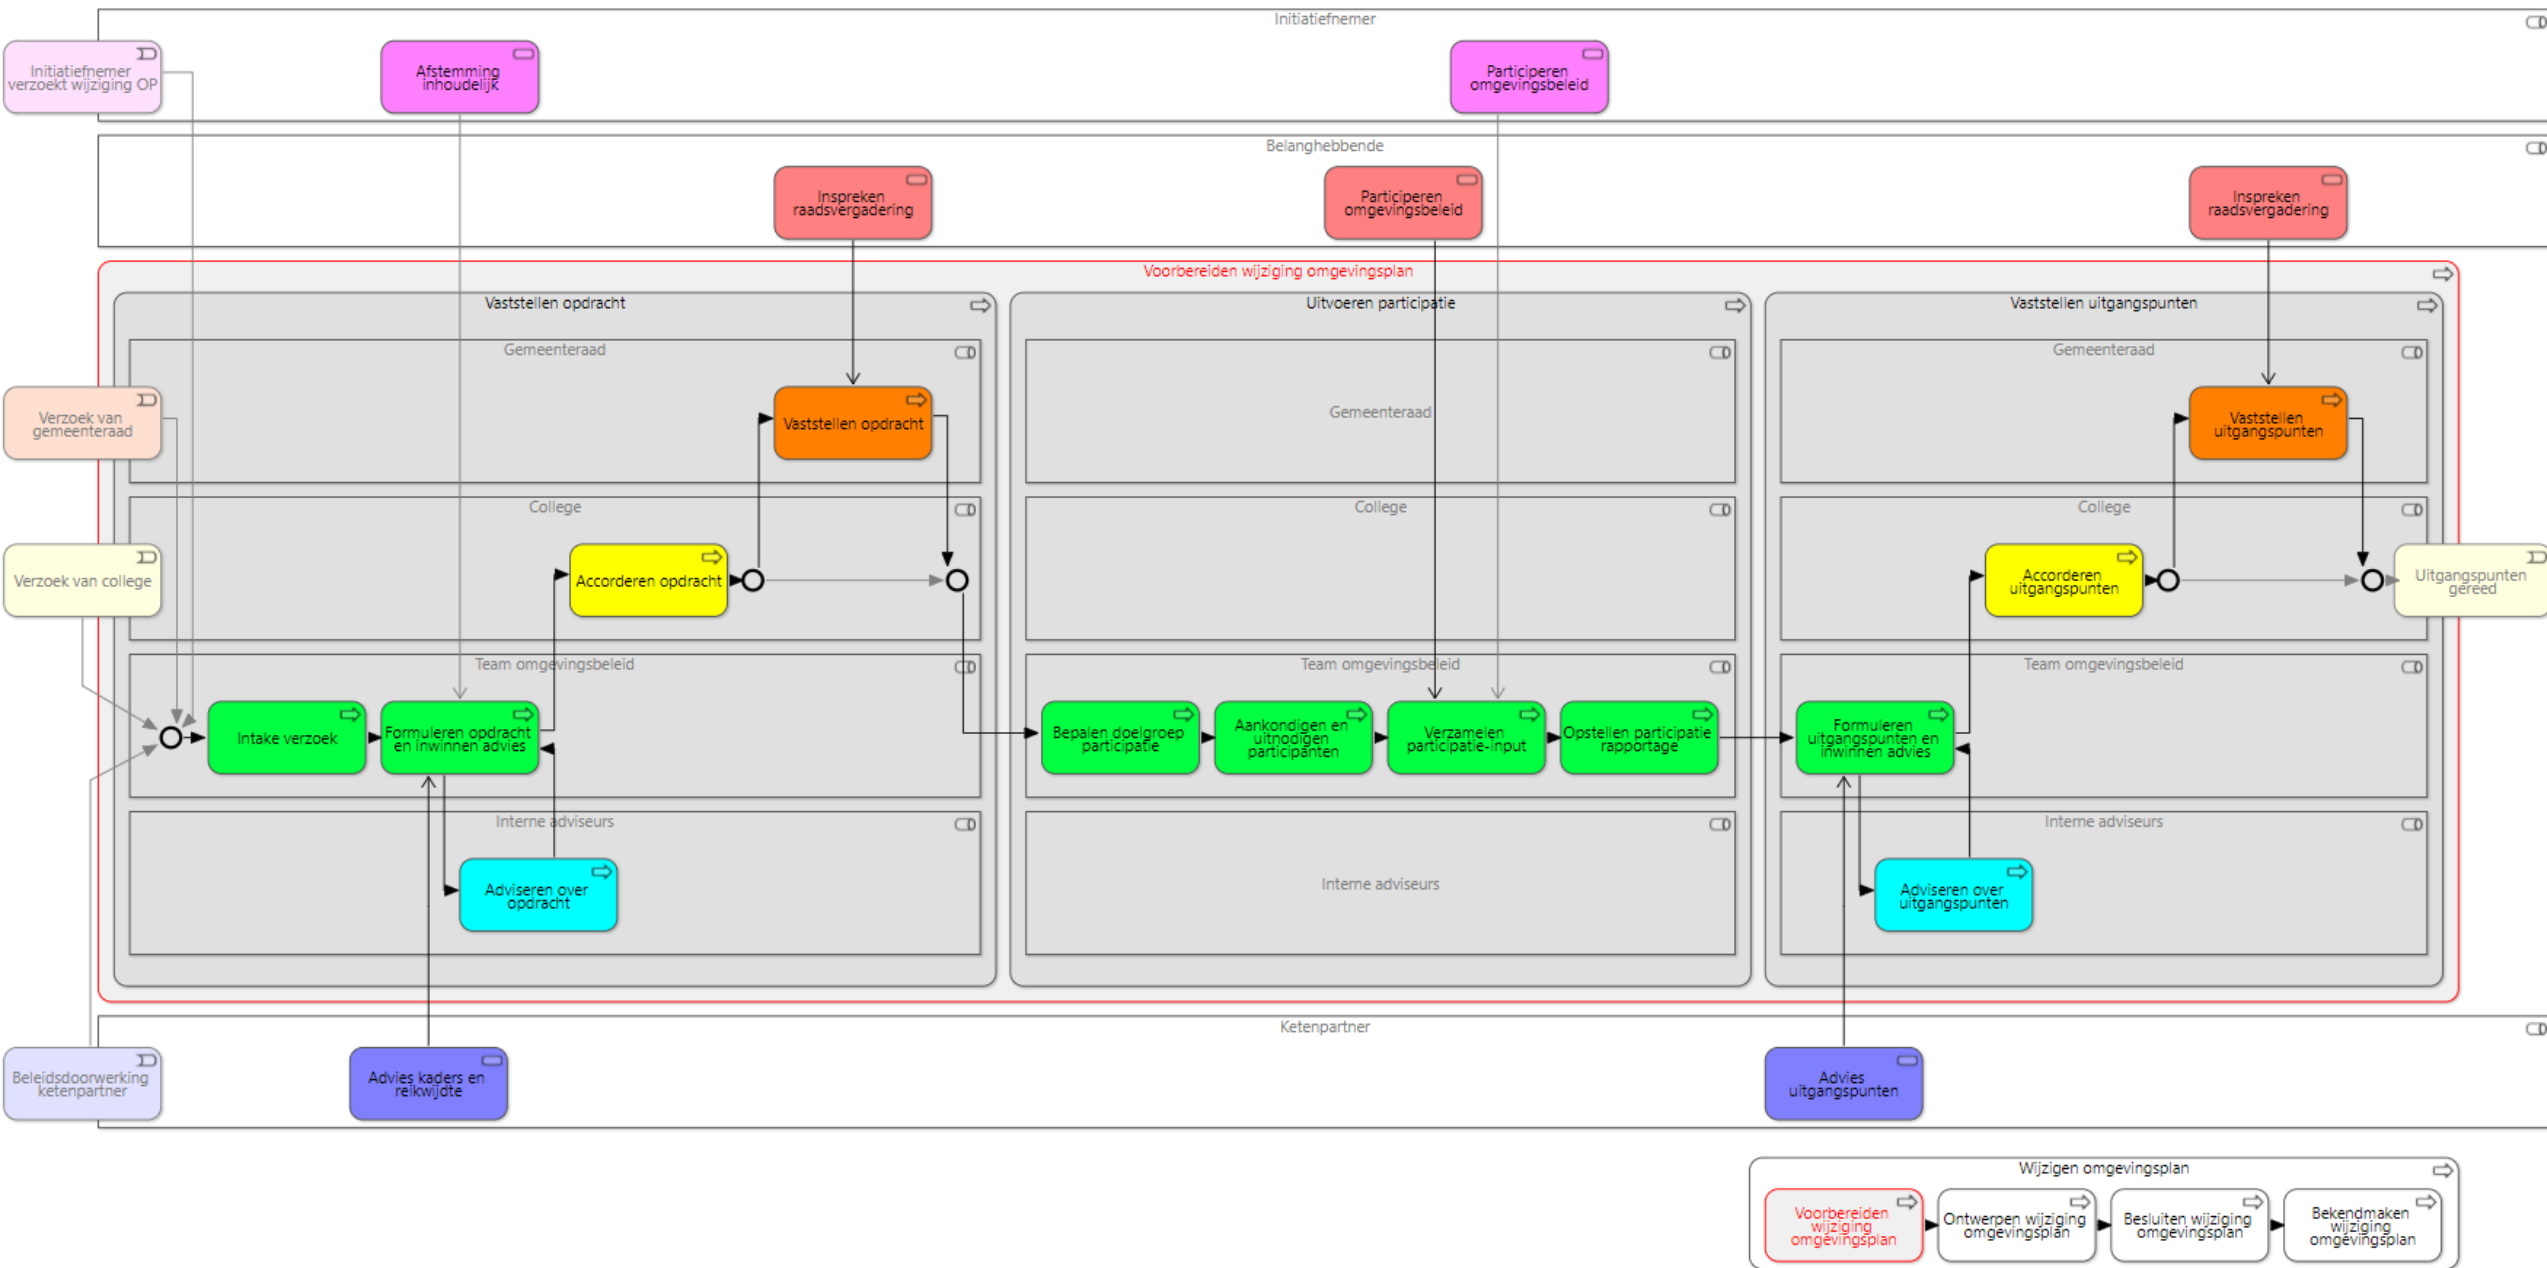 Initiatiefnemer
Initiatiefnemer
verzoekt wijziging OP
Afstemming
inhoudelijk
Participeren
omgevingsbeleid
Belanghebbende
Inspreken
raadsvergadering
Participeren
omgevingsbeleid
Inspreken
raadsvergadering
Voorbereiden wijziging omgevingsplan
Vaststellen opdracht
Uitvoeren participatie
Vaststellen uitgangspunten
Gemeenteraad
Gemeenteraad
Verzoek van
gemeenteraad
Vaststellen opdracht
Gemeenteraad
Vaststellen
uitgangspunten
College
College
College
Verzoek van college
Accorderen opdracht
Accorderen
uitgangspunten
Uitgangspunten
gereed
Team omgevingsbeleid
Team omgevingsbeleid
Team omgevingsbeleid
Intake verzoek
Formuleren opdracht
en inwinnen advies
Bepalen doelgroep
participatie
Aankondigen en
uitnodigen
participanten
Verzamelen
participatie-input
Opstellen participatie
rapportage
Formuleren
uitgangspunten en
inwinnen advies
Interne adviseurs
Interne adviseurs
Adviseren over
opdracht
Interne adviseurs
Adviseren over
uitgangspunten
Ketenpartner
Beleidsdoorwerking
ketenpartner
Advies kaders en
reikwijdte
Advies
uitgangspunten
Wijzigen omgevingsplan
Voorbereiden
wijziging
omgevingsplan
Ontwerpen wijziging
omgevingsplan
Besluiten wijziging
omgevingsplan
Bekendmaken
wijziging
omgevingsplan